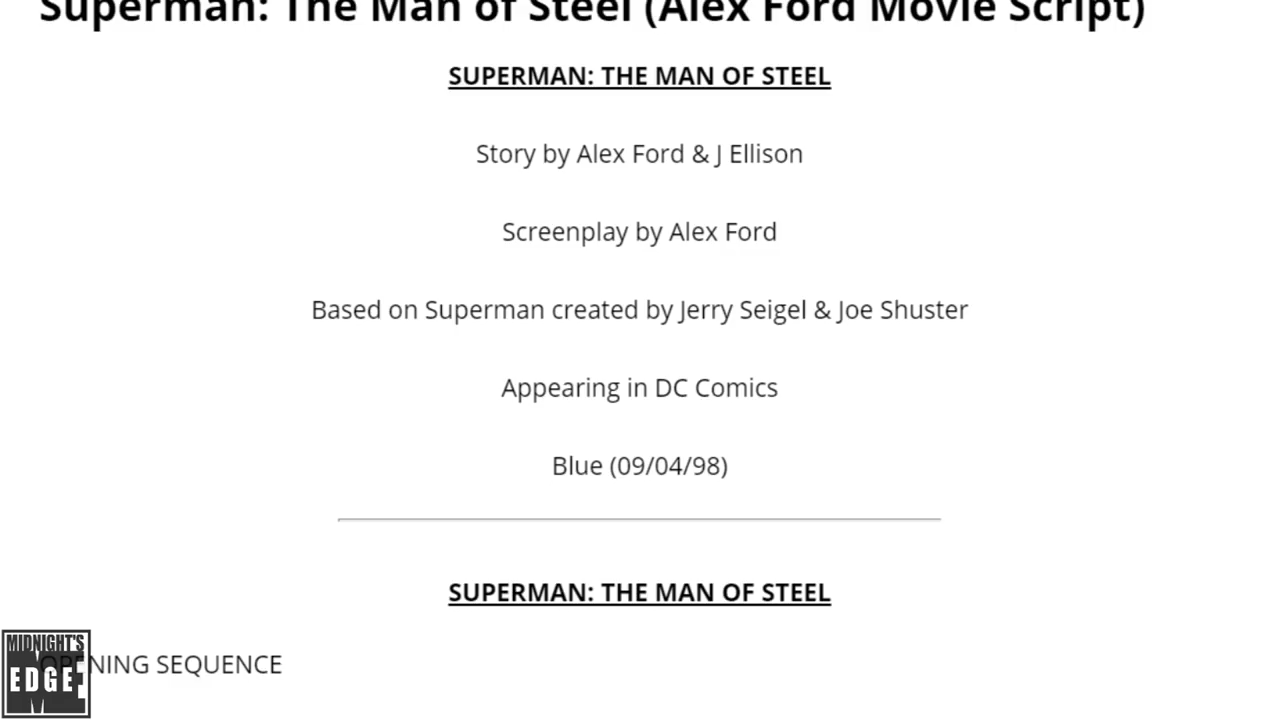 Superman: The Man of Steel (Alex Ford Movie Script)
SUPERMAN: THE MAN OF STEEL
Story by Alex Ford & J Ellison
Screenplay by Alex Ford
Based on Superman created by Jerry Seigel & Joe Shuster
Appearing in DC Comics
Blue (09/04/98)
SUPERMAN: THE MAN OF STEEL
OPENING SEQUENCE
MIDNIGHT'S
EDGE